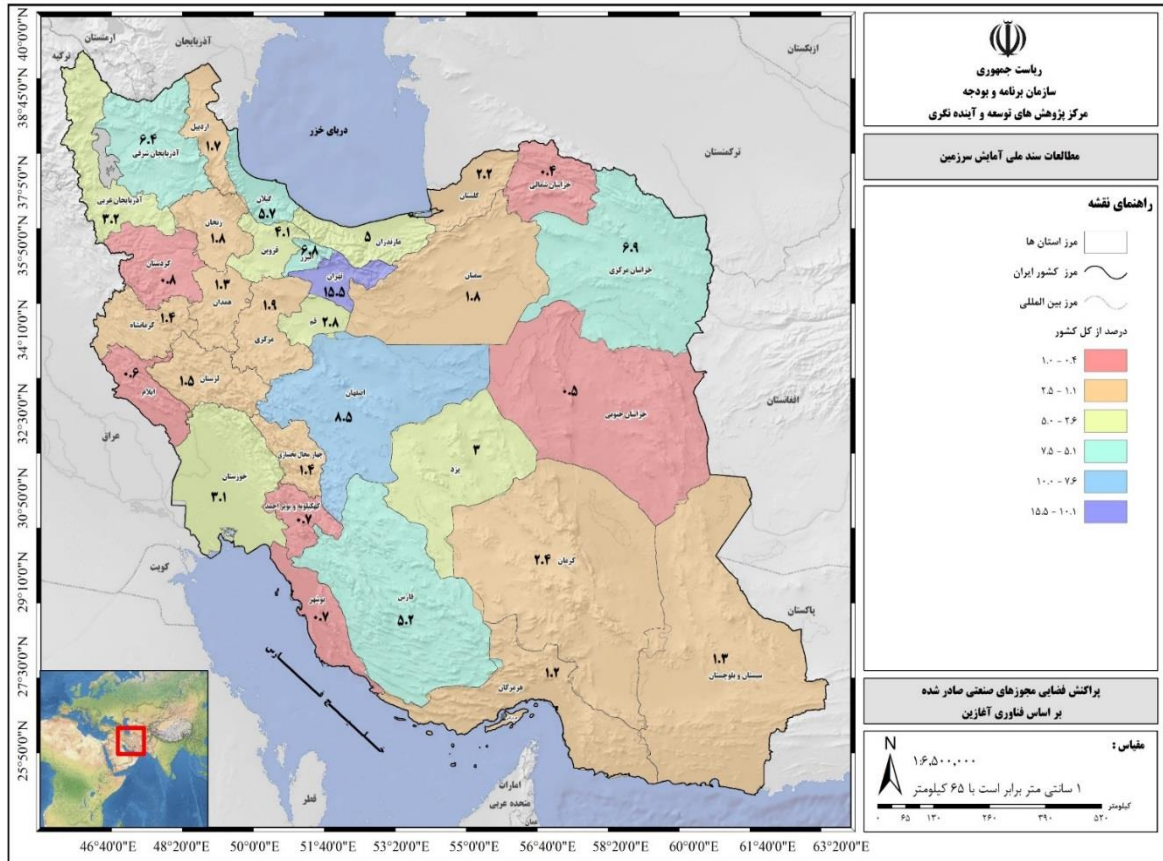 ریاست جمهوری
سازمان برنامه و بودجه
مرکز پژوهش های توسعه و آینده نگری
مطالعات سند ملی آمایش سرزمین
راهنمای نقشه
مرز استان ها
مرز کشور ایران
مرز بین المللی
درصد از کل کشور
۱.۰ - ۰.۴
۲.۵ - ۱.۱
۵.۰ - ۲.۶
۷.۵ - ۵.۱
۱۰.۰ - ۷.۶
۱۵.۵ - ۱۰.۱
پراکنش فضایی مجوزهای صنعتی صادر شده
بر اساس فناوری آغازین
N
مقیاس :
۱:۶,۵۰۰,۰۰۰
۱ سانتی متر برابر است با ۶۵ کیلومتر
کیلومتر
۰ ۶۵ ۱۳۰ ۲۶۰ ۳۹۰ ۵۲۰
ارمنستان
آذربایجان
ترکیه
ازبکستان
ترکمنستان
افغانستان
پاکستان
عراق
کویت
قطر
امارات
متحده عربی
عمان
دریای خزر
اردبیل
۱.۷
۶.۴
آذربایجان شرقی
آذربایجان غربی
۳.۲
گیلان
۵.۷
زنجان
۱.۸
۴.۱
قزوین
۶.۸
البرز
۵
مازندران
تهران
۱۵.۵
۲.۲
گلستان
۰.۴
خراسان شمالی
۶.۹
خراسان مرکزی
سمنان
۱.۸
کردستان
۰.۸
۱.۳
همدان
۱.۹
مرکزی
قم
۲.۸
۱.۴
کرمانشاه
۰.۶
ایلام
لرستان
۱.۵
اصفهان
۸.۵
۰.۵
خراسان جنوبی
۳
یزد
خوزستان
۳.۱
چهار محال بختیاری
۱.۴
کهگیلویه و بویر احمد
۰.۷
بوشهر
۰.۷
فارس
۵.۲
۲.۴
کرمان
۱.۳
سیستان و بلوچستان
۱.۲
هرمزگان
40°0'0"N
38°45'0"N
37°5'0"N
35°50'0"N
34°10'0"N
32°30'0"N
30°50'0"N
29°10'0"N
27°30'0"N
25°50'0"N
46°40'0"E 48°20'0"E 50°0'0"E 51°40'0"E 53°20'0"E 55°0'0"E 56°40'0"E 58°20'0"E 60°0'0"E 61°40'0"E 63°20'0"E